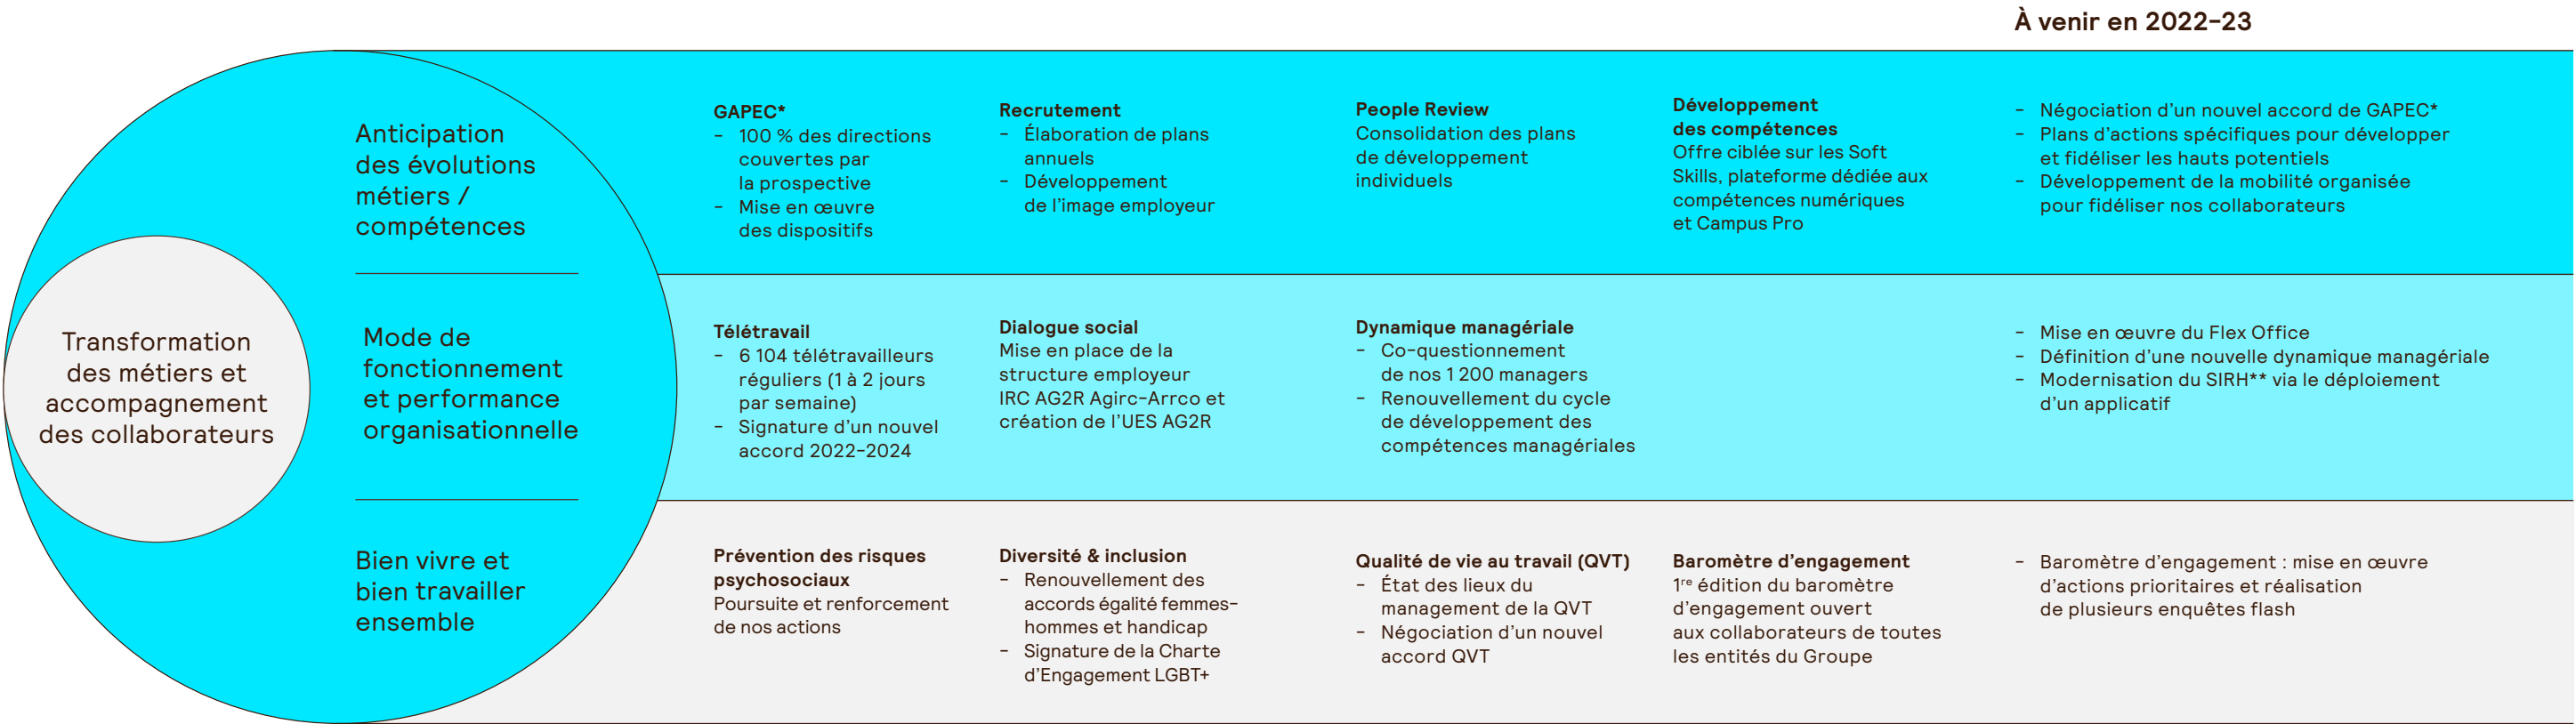 À venir en 2022-23
Transformation
des métiers et
accompagnement
des collaborateurs
Anticipation
des évolutions
métiers /
compétences
GAPEC*
- 100 % des directions
couvertes par
la prospective
- Mise en œuvre
des dispositifs
Recrutement
- Élaboration de plans
annuels
- Développement
de l'image employeur
People Review
Consolidation des plans
de développement
individuels
Développement
des compétences
Offre ciblée sur les Soft
Skills, plateforme dédiée aux
compétences numériques
et Campus Pro
- Négociation d'un nouvel accord de GAPEC*
- Plans d'actions spécifiques pour développer
et fidéliser les hauts potentiels
- Développement de la mobilité organisée
pour fidéliser nos collaborateurs
Mode de
fonctionnement
et performance
organisationnelle
Télétravail
- 6 104 télétravailleurs
réguliers (1 à 2 jours
par semaine)
- Signature d'un nouvel
accord 2022-2024
Dialogue social
Mise en place de la
structure employeur
IRC AG2R Agirc-Arrco et
création de l'UES AG2R
Dynamique managériale
- Co-questionnement
de nos 1 200 managers
- Renouvellement du cycle
de développement des
compétences managériales
- Mise en œuvre du Flex Office
- Définition d'une nouvelle dynamique managériale
- Modernisation du SIRH** via le déploiement
d'un applicatif
Bien vivre et
bien travailler
ensemble
Prévention des risques
psychosociaux
Poursuite et renforcement
de nos actions
Diversité & inclusion
- Renouvellement des
accords égalité femmes-
hommes et handicap
- Signature de la Charte
d'Engagement LGBT+
Qualité de vie au travail (QVT)
- État des lieux du
management de la QVT
- Négociation d'un nouvel
accord QVT
Baromètre d'engagement
1re édition du baromètre
d'engagement ouvert
aux collaborateurs de toutes
les entités du Groupe
- Baromètre d'engagement : mise en œuvre
d'actions prioritaires et réalisation
de plusieurs enquêtes flash